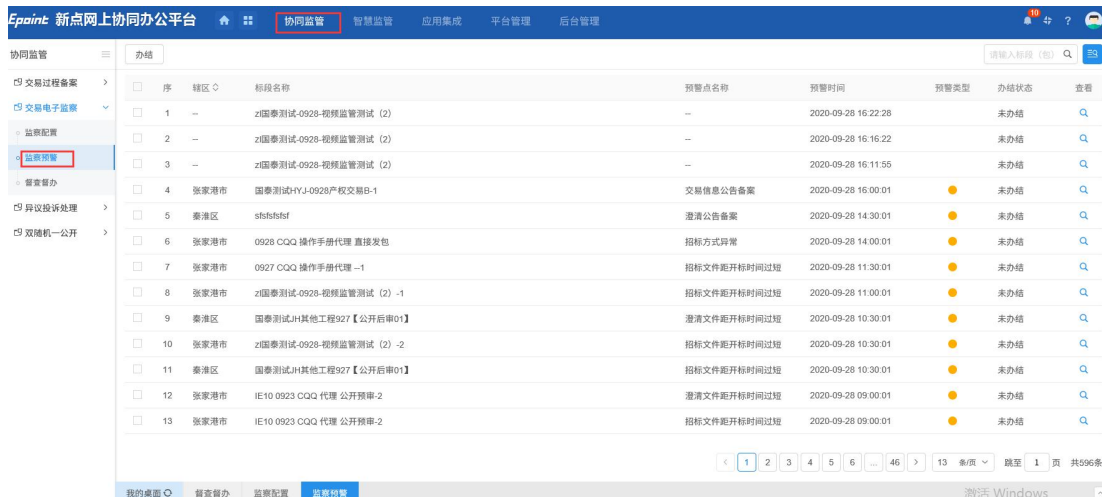 Epoint 新点网上协同办公平台 协同监管 智慧监管 应用集成 平台管理 后台管理 10 ?
协同监管 办结 请输入标段（包）
交易过程备案
交易电子监察
监察配置
监察预警
督查督办
异议投诉处理
双随机一公开
序 辖区 标段名称 预警点名称 预警时间 预警类型 办结状态 查看
1 -- zl国泰测试-0928-视频监管测试（2） -- 2020-09-28 16:22:28 未办结
2 -- zl国泰测试-0928-视频监管测试（2） -- 2020-09-28 16:16:22 未办结
3 -- zl国泰测试-0928-视频监管测试（2） -- 2020-09-28 16:11:55 未办结
4 张家港市 国泰测试HYJ-0928产权交易B-1 交易信息公告备案 2020-09-28 16:00:01 未办结
5 秦淮区 sfsfsfsfsf 澄清公告备案 2020-09-28 14:30:01 未办结
6 张家港市 0928 CQQ 操作手册代理 直接发包 招标方式异常 2020-09-28 14:00:01 未办结
7 张家港市 0927 CQQ 操作手册代理 --1 招标文件距开标时间过短 2020-09-28 11:30:01 未办结
8 张家港市 zl国泰测试-0928-视频监管测试（2）-1 招标文件距开标时间过短 2020-09-28 11:00:01 未办结
9 秦淮区 国泰测试JH其他工程927【公开后审01】 澄清文件距开标时间过短 2020-09-28 10:30:01 未办结
10 张家港市 zl国泰测试-0928-视频监管测试（2）-2 招标文件距开标时间过短 2020-09-28 10:30:01 未办结
11 秦淮区 国泰测试JH其他工程927【公开后审01】 招标文件距开标时间过短 2020-09-28 10:30:01 未办结
12 张家港市 IE10 0923 CQQ 代理 公开预审-2 澄清文件距开标时间过短 2020-09-28 09:00:01 未办结
13 张家港市 IE10 0923 CQQ 代理 公开预审-2 招标文件距开标时间过短 2020-09-28 09:00:01 未办结
< 1 2 3 4 5 6 ... 46 > 13 条/页 跳至 1 页 共596条
我的桌面 督查督办 监察配置 监察预警 激活 Windows